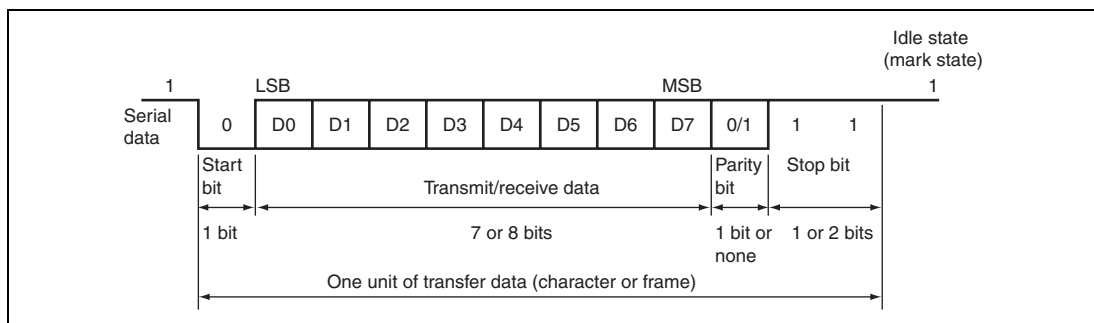 Idle state
(mark state)
1 LSB MSB 1
Serial
data
0 D0 D1 D2 D3 D4 D5 D6 D7 0/1 1 1
Start
bit
Transmit/receive data
Parity
bit
Stop bit
1 bit
7 or 8 bits
1 bit or
none
1 or 2 bits
One unit of transfer data (character or frame)